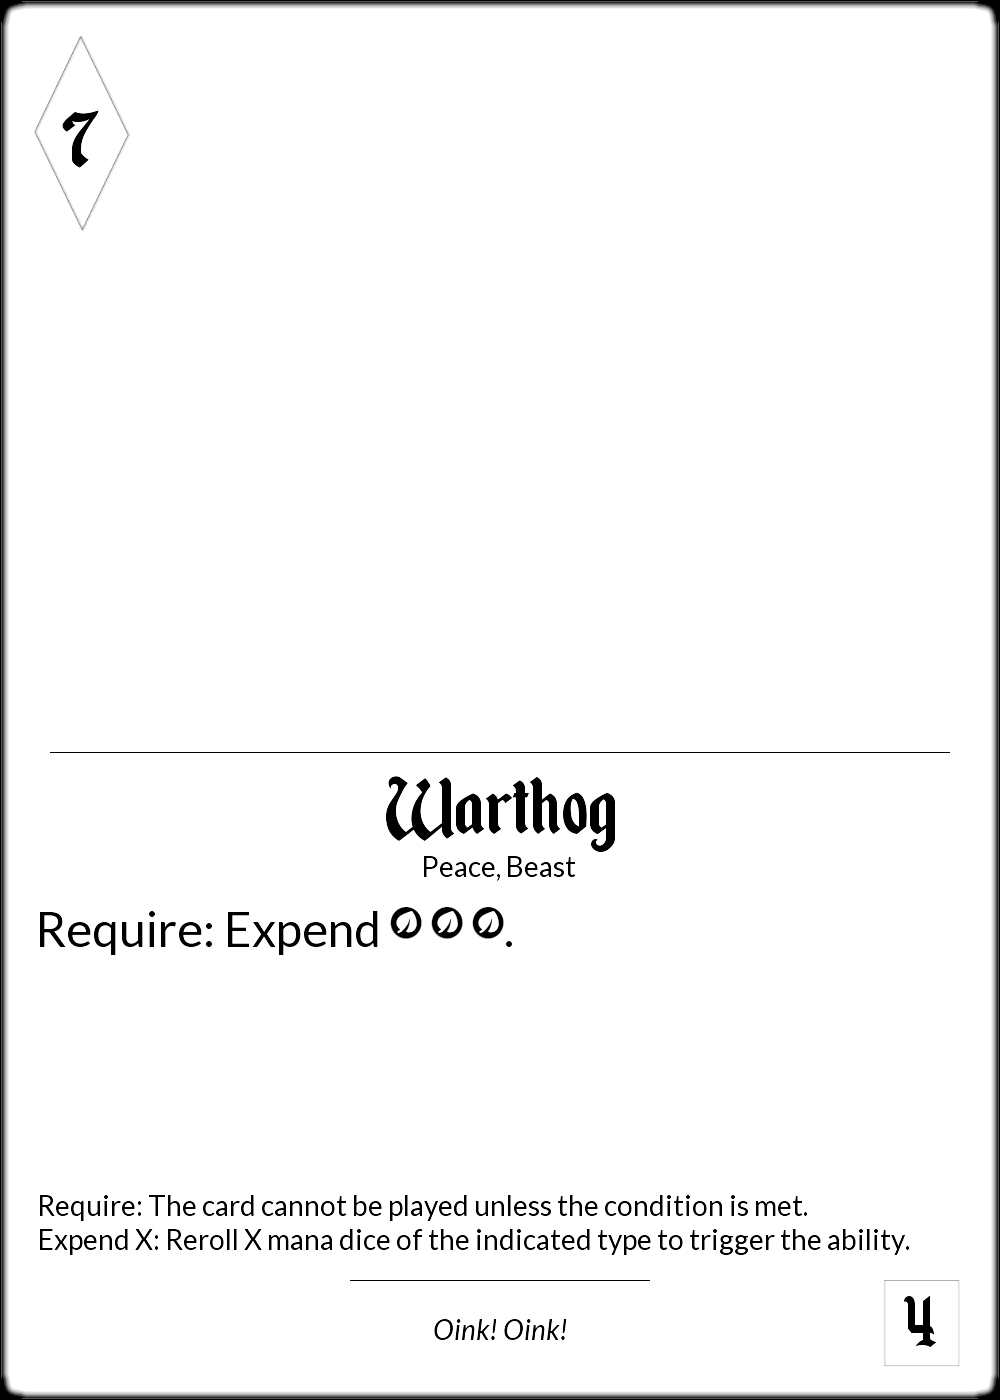 7
Warthog
Peace, Beast
Require: Expend .
Require: The card cannot be played unless the condition is met.
Expend X: Reroll X mana dice of the indicated type to trigger the ability.
Oink! Oink!
4